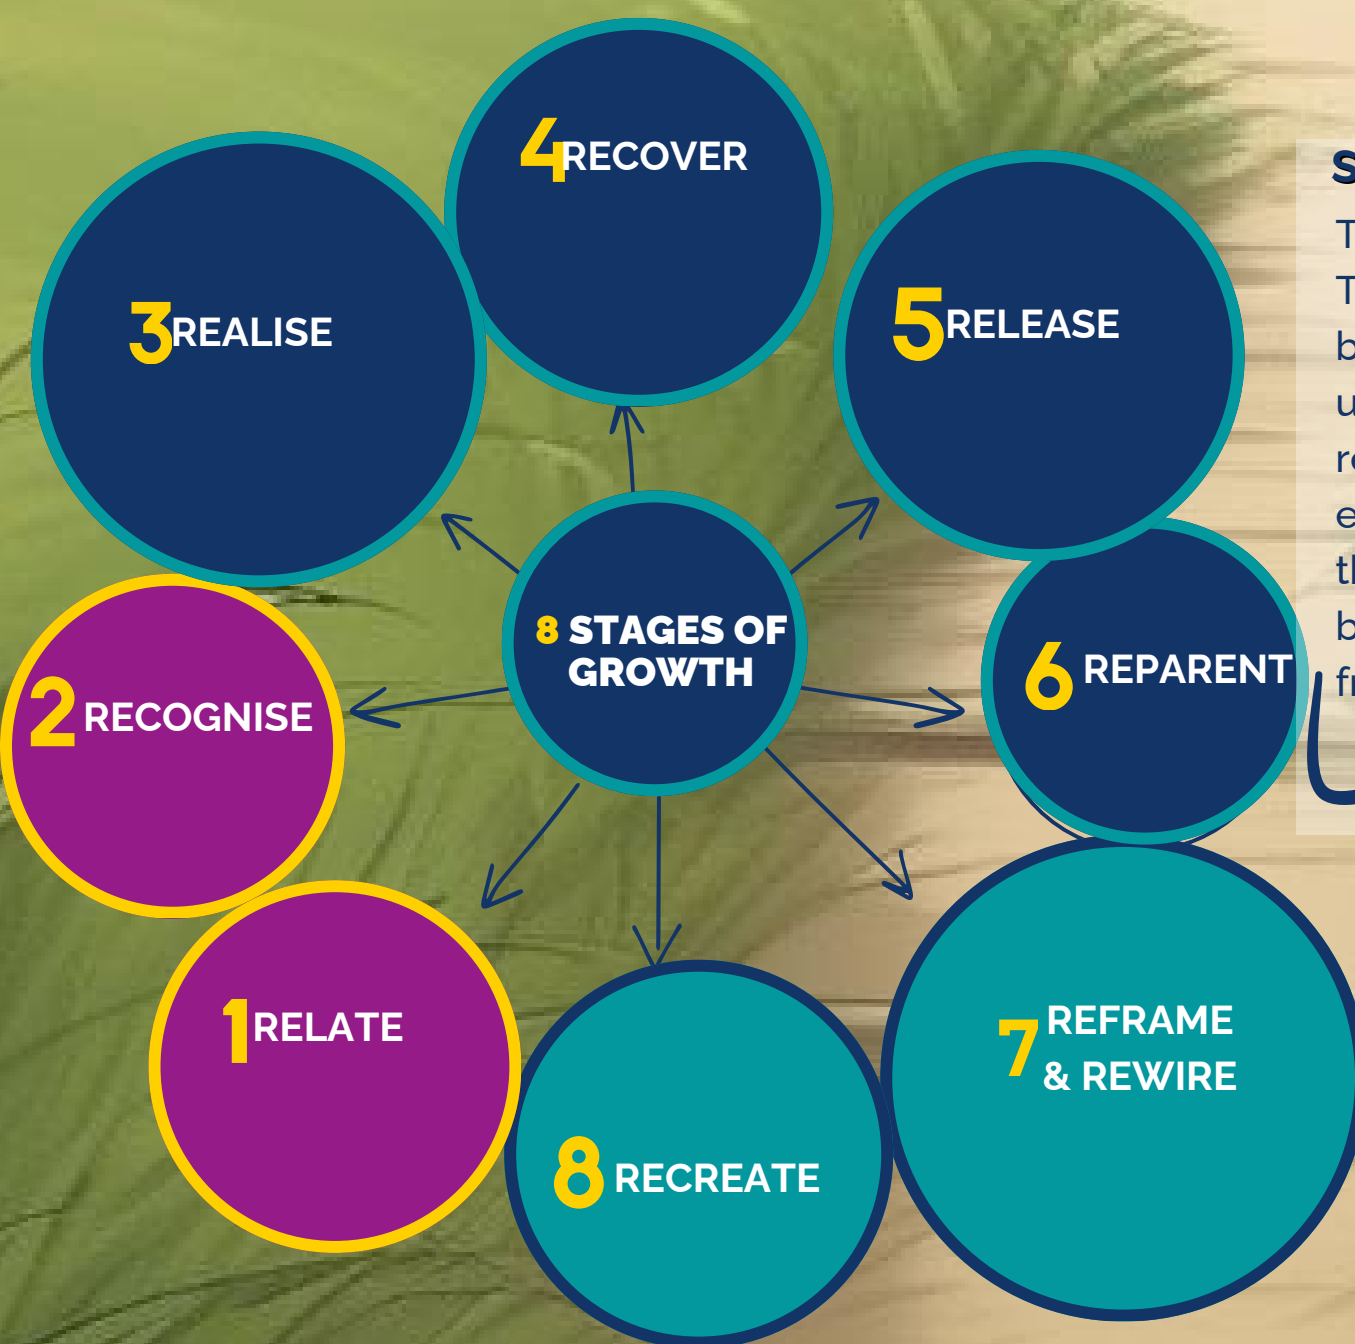 8 STAGES OF
GROWTH
1 RELATE
2 RECOGNISE
3 REALISE
4 RECOVER
5 RELEASE
6 REPARENT
7 REFRAME
& REWIRE
8 RECREATE